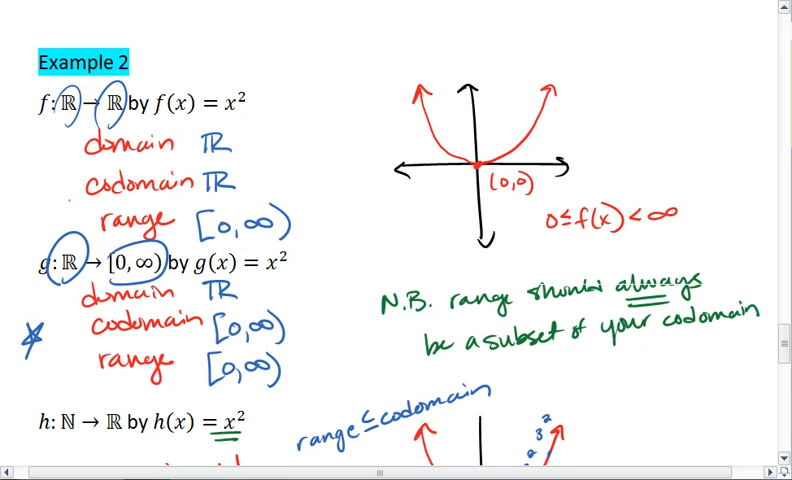 Example 2
f: ℝ → ℝ by f(x) = x²
domain ℝ
codomain ℝ
range [0, ∞)
(0,0)
0 ≤ f(x) < ∞
g: ℝ → [0, ∞) by g(x) = x²
domain ℝ
codomain [0, ∞)
range [0, ∞)
N.B. range should always
be a subset of your codomain
h: ℕ → ℝ by h(x) = x²
range ⊆ codomain
3²